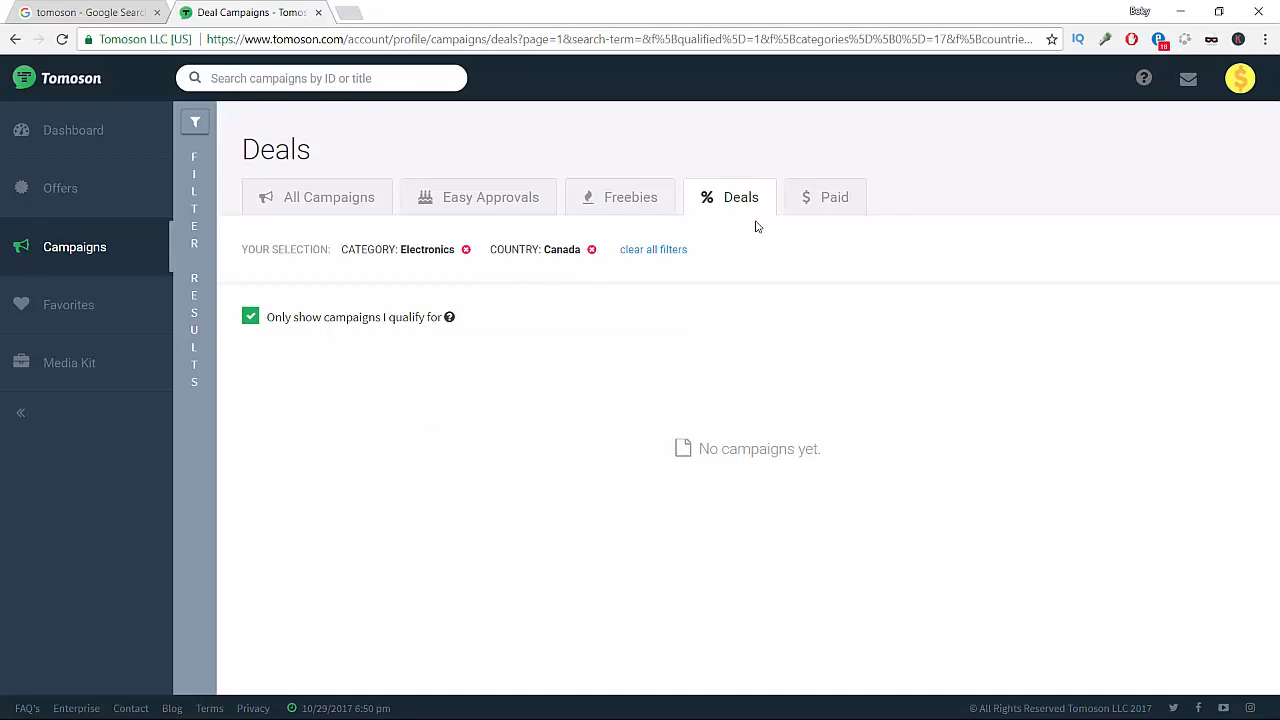 tomoson - Google Search
Deal Campaigns - Tomos
Boky
Tomoson LLC [US]
https://www.tomoson.com/account/profile/campaigns/deals?page=1&search-term=&f%5Bqualified%5D=1&f%5Bcategories%5D%5B0%5D=17&f%5Bcountrie...
IQ
18
Tomoson
Search campaigns by ID or title
Dashboard
Offers
Campaigns
Favorites
Media Kit
FILTER RESULTS
Deals
All Campaigns
Easy Approvals
Freebies
% Deals
$ Paid
YOUR SELECTION: CATEGORY: Electronics COUNTRY: Canada clear all filters
Only show campaigns I qualify for
No campaigns yet.
FAQ's Enterprise Contact Blog Terms Privacy 10/29/2017 6:50 pm
© All Rights Reserved Tomoson LLC 2017